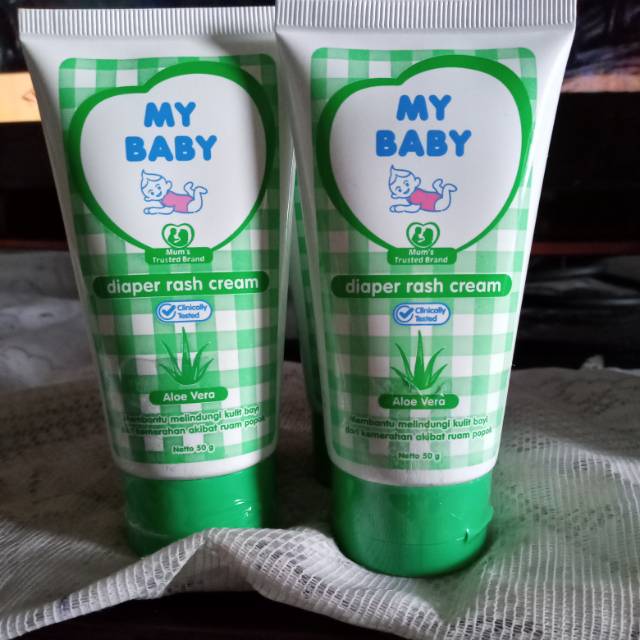 MY
BABY
Mum's
Trusted Brand
diaper rash cream
Clinically
Tested
Aloe Vera
Membantu melindungi kulit bayi
dari kemerahan akibat ruam popok
Netto 50 g
MY
BABY
Mum's
Trusted Brand
diaper rash cream
Clinically
Tested
Aloe Vera
Membantu melindungi kulit bayi
dari kemerahan akibat ruam popok
Netto 50 g